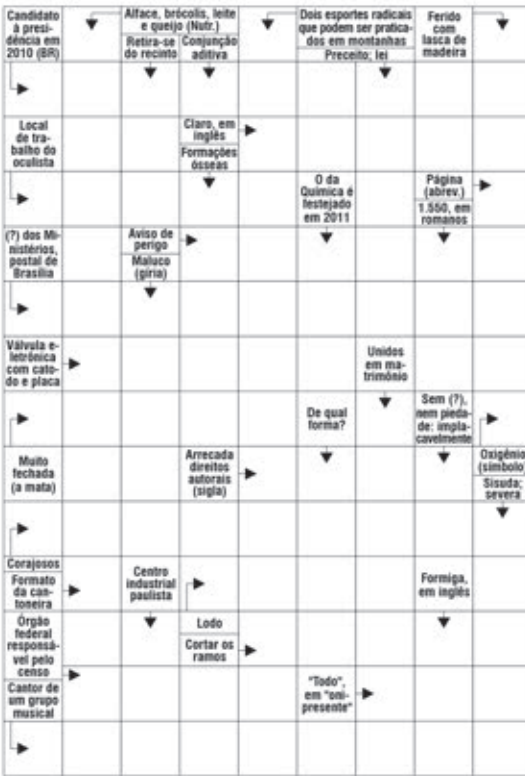 Candidato
à presi-
dência em
2010 (BR)
Alface, brócolis, leite
e queijo (Nutr.)
Retira-se
do recinto
Conjunção
aditiva
Dois esportes radicais
que podem ser pratica-
dos em montanhas
Preceito; lei
Ferido
com
lasca de
madeira
Local
de tra-
balho do
oculista
Claro, em
inglês
Formações
ósseas
O da
Química é
festejado
em 2011
Página
(abrev.)
1.550, em
romanos
(?) dos Mi-
nistérios,
postal de
Brasília
Aviso de
perigo
Maluco
(gíria)
Válvula e-
letrônica
com cato-
do e placa
Unidos
em ma-
trimônio
De qual
forma?
Sem (?),
nem pieda-
de: impla-
cavelmente
Muito
fechada
(a mata)
Arrecada
direitos
autorais
(sigla)
Oxigênio
(símbolo)
Sisuda;
severa
Corajosos
Formato
da can-
toneira
Centro
industrial
paulista
Formiga,
em inglês
Órgão
federal
responsá-
vel pelo
censo
Lodo
Cortar os
ramos
Cantor de
um grupo
musical
"Todo",
em "oni-
presente"